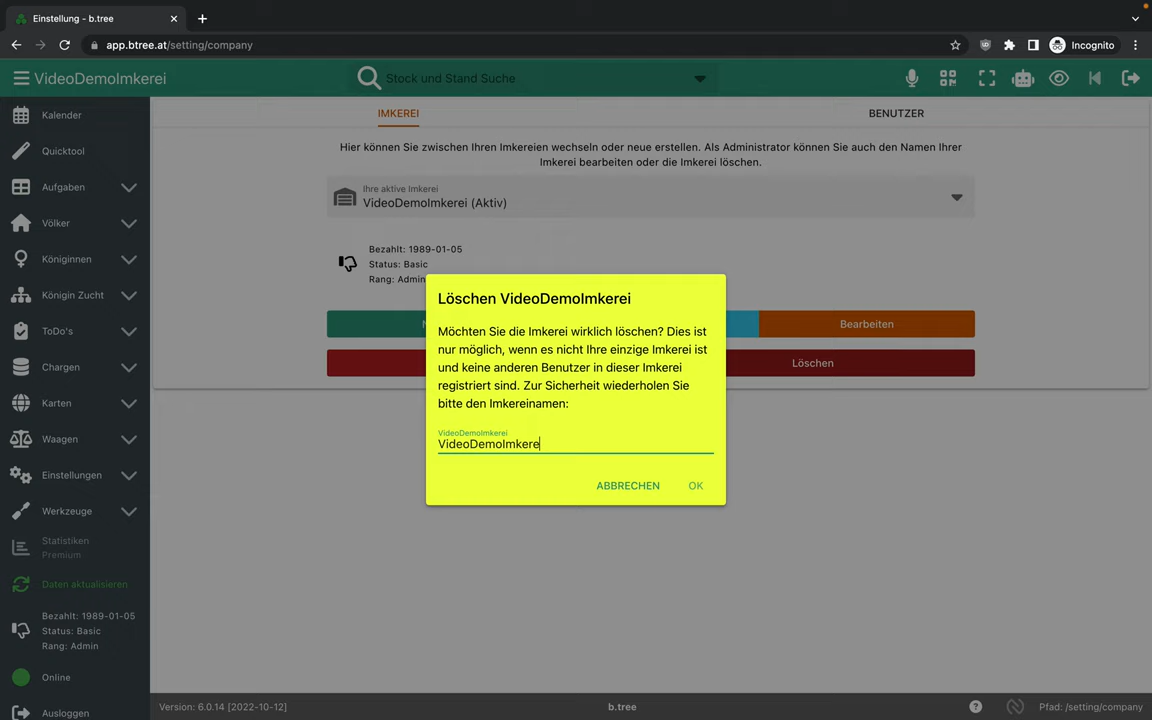 Einstellung - b.tree
app.btree.at/setting/company
Incognito
VideoDemoImkerei
Stock und Stand Suche
Kalender
Quicktool
Aufgaben
Völker
Königinnen
Königin Zucht
ToDo's
Chargen
Karten
Waagen
Einstellungen
Werkzeuge
Statistiken
Premium
Daten aktualisieren
Bezahlt: 1989-01-05
Status: Basic
Rang: Admin
Online
Ausloggen
IMKEREI
BENUTZER
Hier können Sie zwischen Ihren Imkereien wechseln oder neue erstellen. Als Administrator können Sie auch den Namen Ihrer
Imkerei bearbeiten oder die Imkerei löschen.
Ihre aktive Imkerei
VideoDemoImkerei (Aktiv)
Bezahlt: 1989-01-05
Status: Basic
Rang: Admin
Bearbeiten
Löschen
Löschen VideoDemoImkerei
Möchten Sie die Imkerei wirklich löschen? Dies ist
nur möglich, wenn es nicht Ihre einzige Imkerei ist
und keine anderen Benutzer in dieser Imkerei
registriert sind. Zur Sicherheit wiederholen Sie
bitte den Imkereinamen:
VideoDemoImkerei
VideoDemoImkere
ABBRECHEN
OK
Version: 6.0.14 [2022-10-12]
b.tree
Pfad: /setting/company